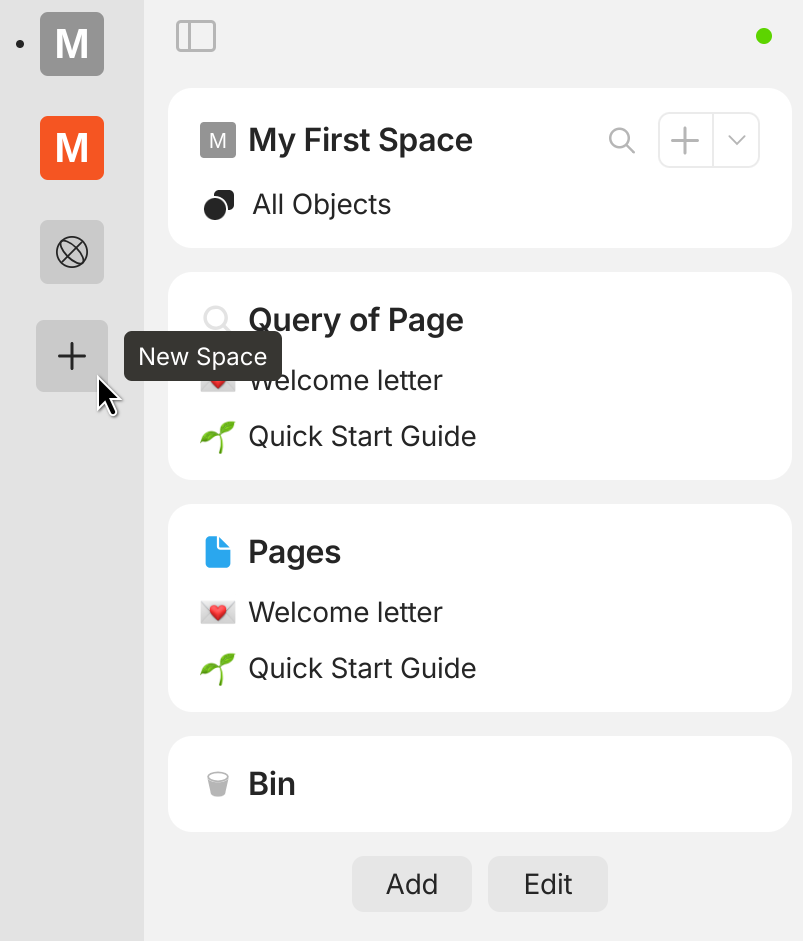 M
M
M My First Space
All Objects
Query of Page
New Space
Welcome letter
Quick Start Guide
Pages
Welcome letter
Quick Start Guide
Bin
Add Edit